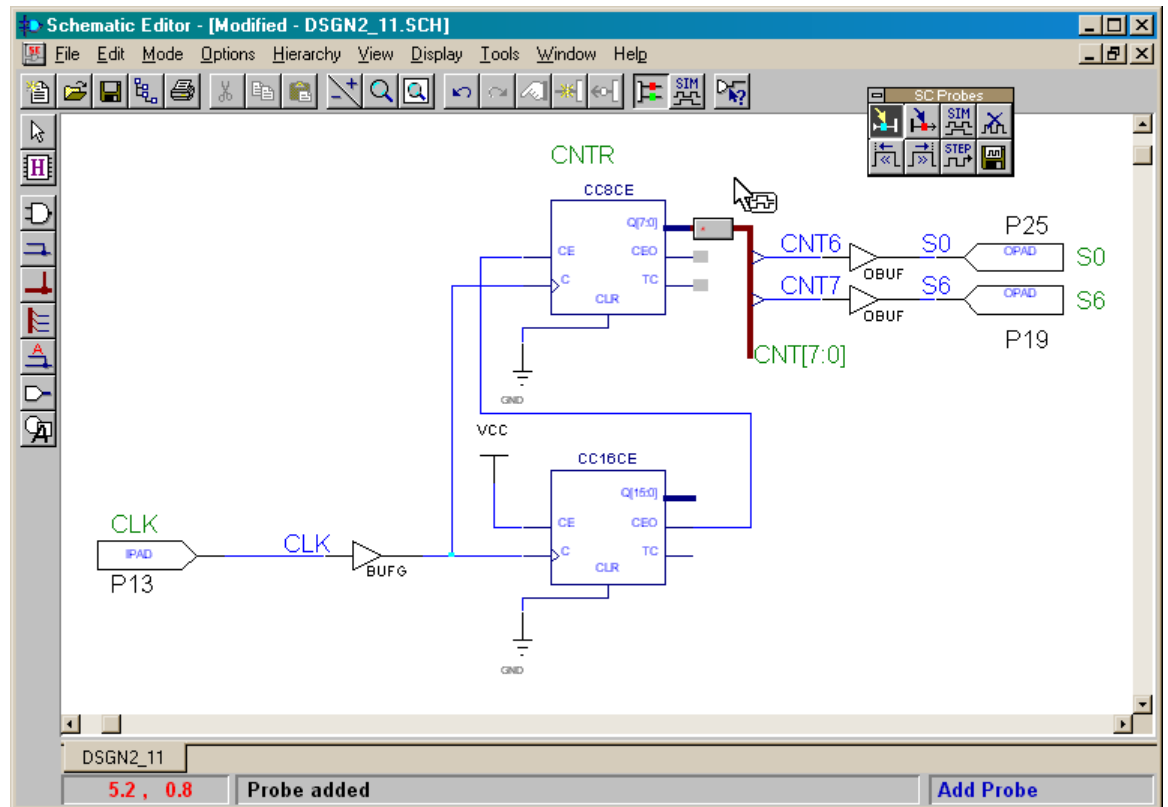 Schematic Editor - [Modified - DSGN2_11.SCH]
File Edit Mode Options Hierarchy View Display Tools Window Help
SIM
SC Probes
SIM
STEP
H
A
A
CNTR
CC8CE
Q[7:0]
CE
CEO
C
TC
CLR
GND
CNT6
OBUF
S0
P25
OPAD
S0
CNT7
OBUF
S6
OPAD
S6
P19
CNT[7:0]
VCC
CC16CE
Q[15:0]
CE
CEO
C
TC
CLR
GND
CLK
IPAD
P13
CLK
BUFG
DSGN2_11
5.2 , 0.8 Probe added Add Probe